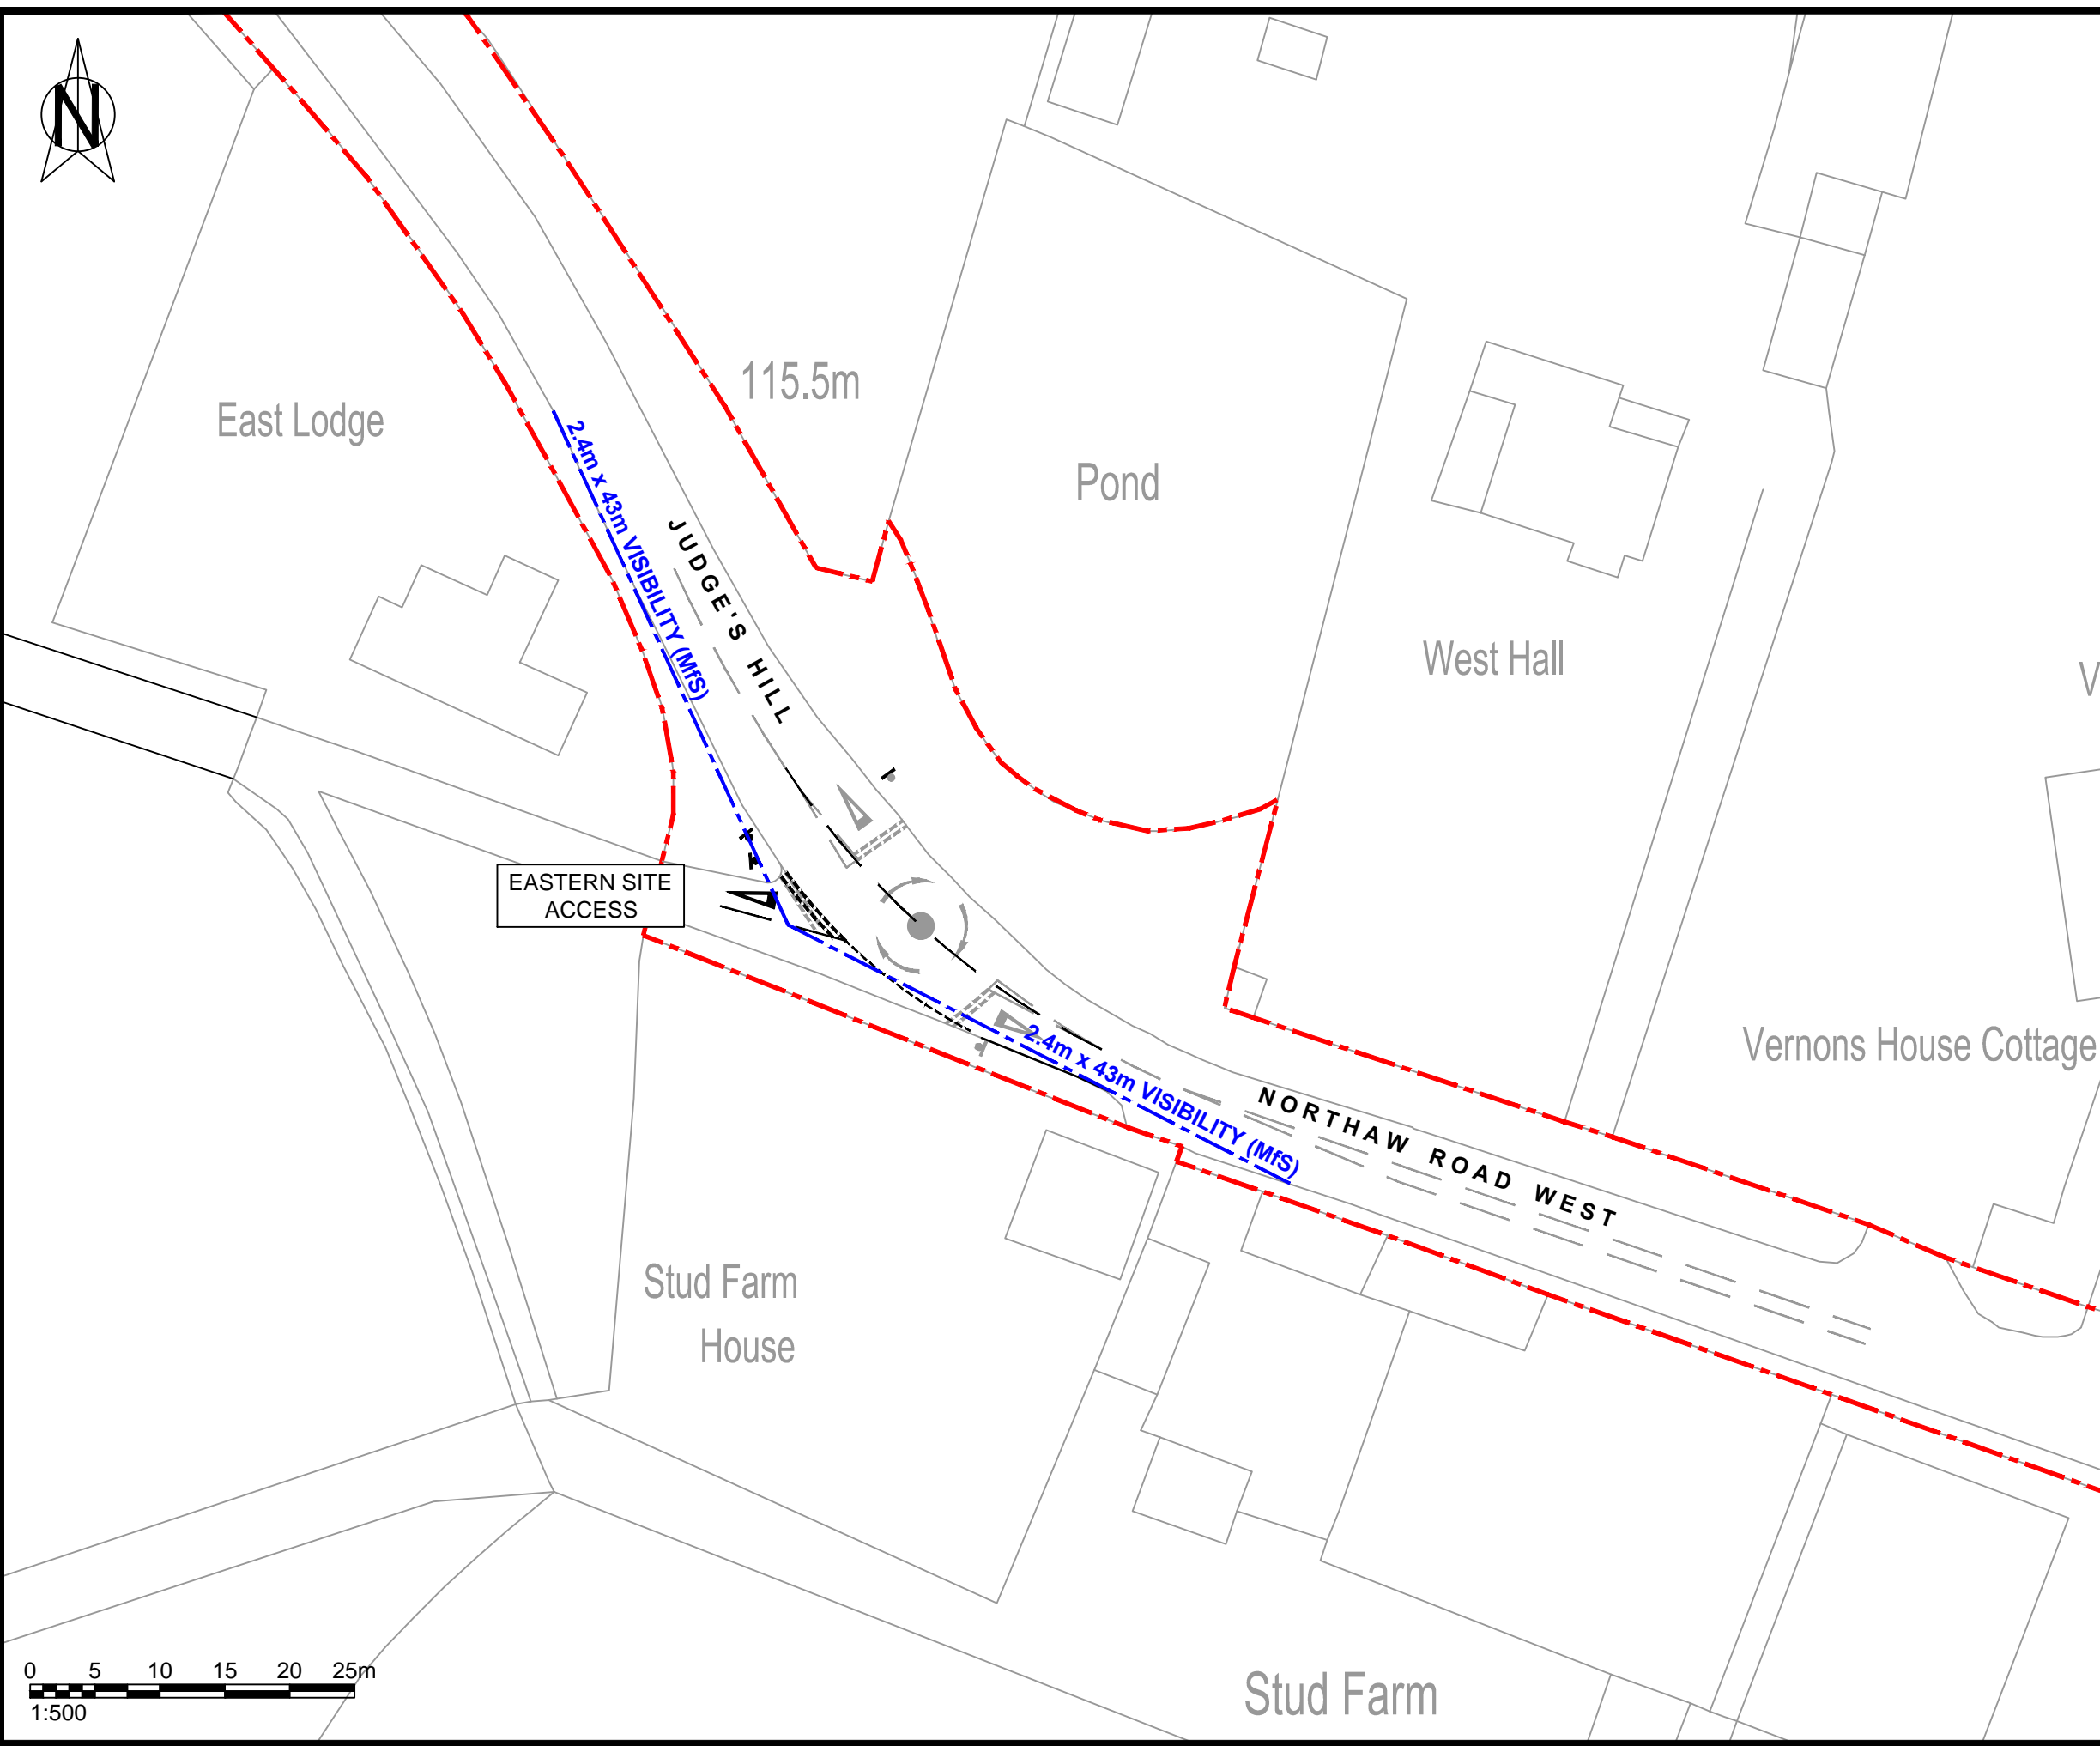 N
115.5m
East Lodge
Pond
2.4m x 43m VISIBILITY (MfS)
JUDGE'S HILL
West Hall
V
EASTERN SITE
ACCESS
Vernons House Cottage
2.4m x 43m VISIBILITY (MfS)
NORTHAW ROAD WEST
Stud Farm
House
Stud Farm
0 5 10 15 20 25m
1:500